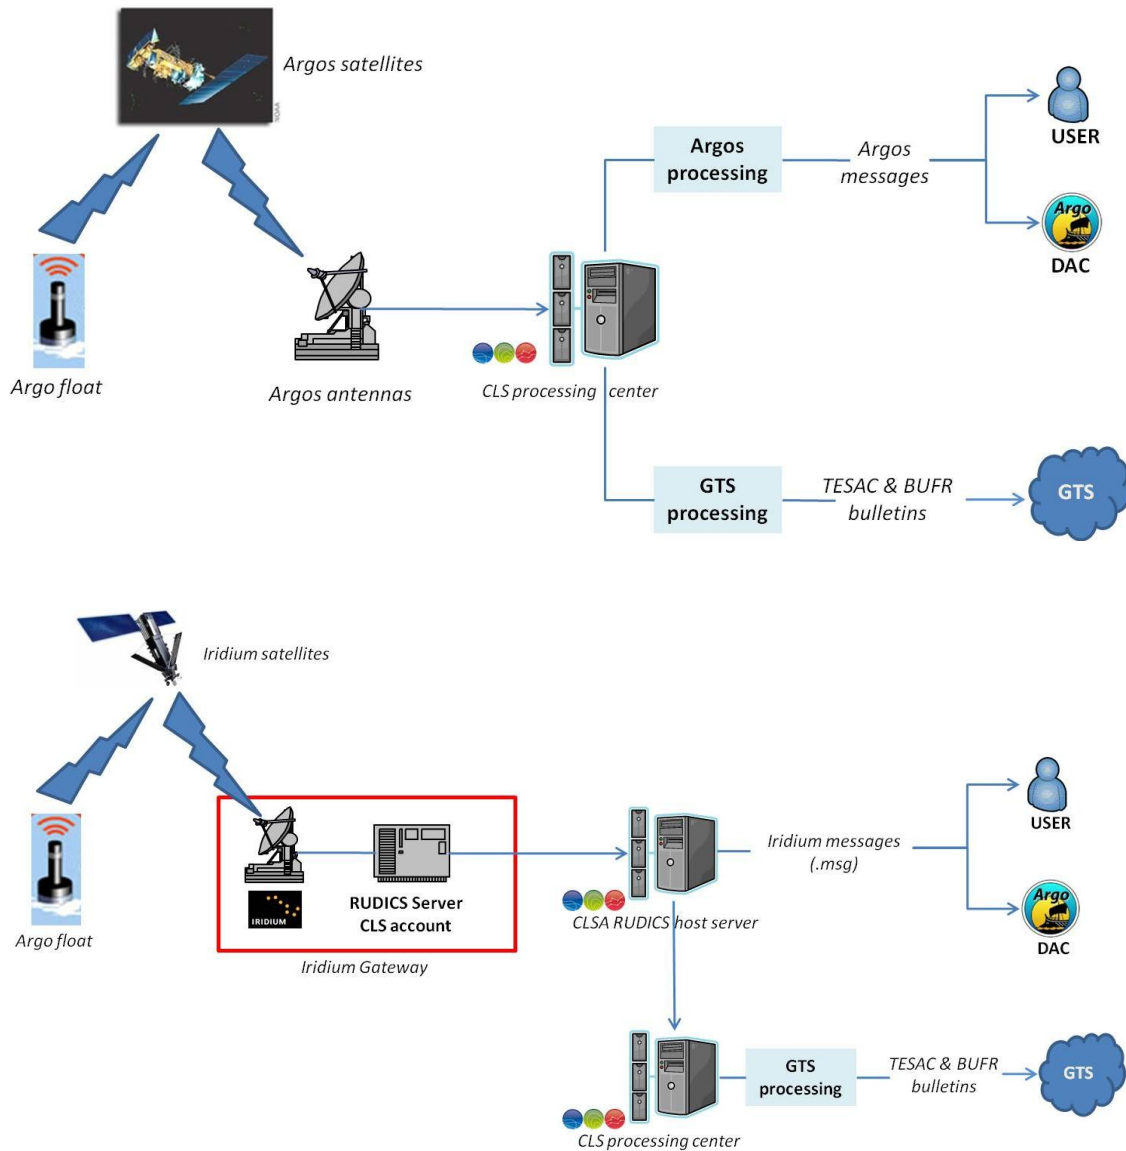 Argos satellites
NOAA
Argos
processing
Argos
messages
USER
Argo
DAC
Argo float
Argos antennas
CLS processing center
GTS
processing
TESAC & BUFR
bulletins
GTS
Iridium satellites
Argo float
IRIDIUM
RUDICS Server
CLS account
Iridium Gateway
CLSA RUDICS host server
Iridium messages
(.msg)
USER
Argo
DAC
CLS processing center
GTS
processing
TESAC & BUFR
bulletins
GTS